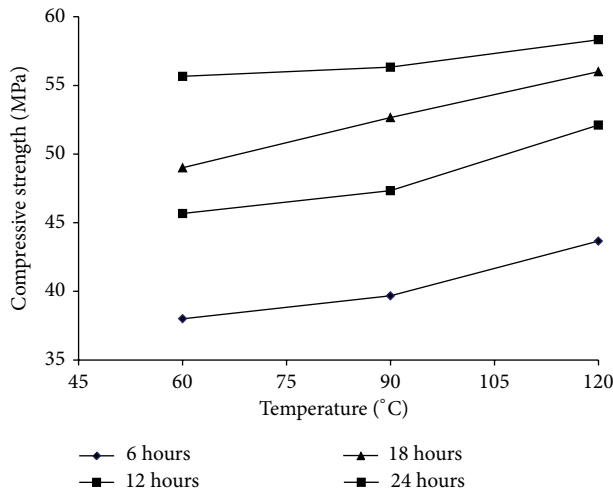 60
55
50
45
40
35
Compressive strength (MPa)
45 60 75 90 105 120
Temperature (°C)
6 hours 18 hours
12 hours 24 hours